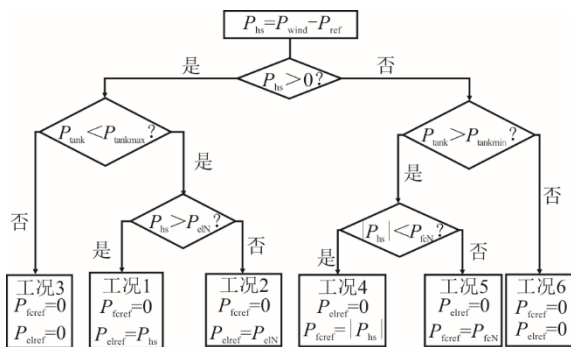 P_hs=P_wind−P_ref
是
P_hs>0?
否
P_tank<P_tankmax?
P_tank>P_tankmin?
是
是
否
P_hs>P_elN?
|P_hs|<P_fcN?
否
是
否
是
否
工况3
P_fcref=0
P_elref=0
工况1
P_fcref=0
P_elref=P_hs
工况2
P_fcref=0
P_elref=P_elN
工况4
P_elref=0
P_fcref=|P_hs|
工况5
P_elref=0
P_fcref=P_fcN
工况6
P_fcref=0
P_elref=0